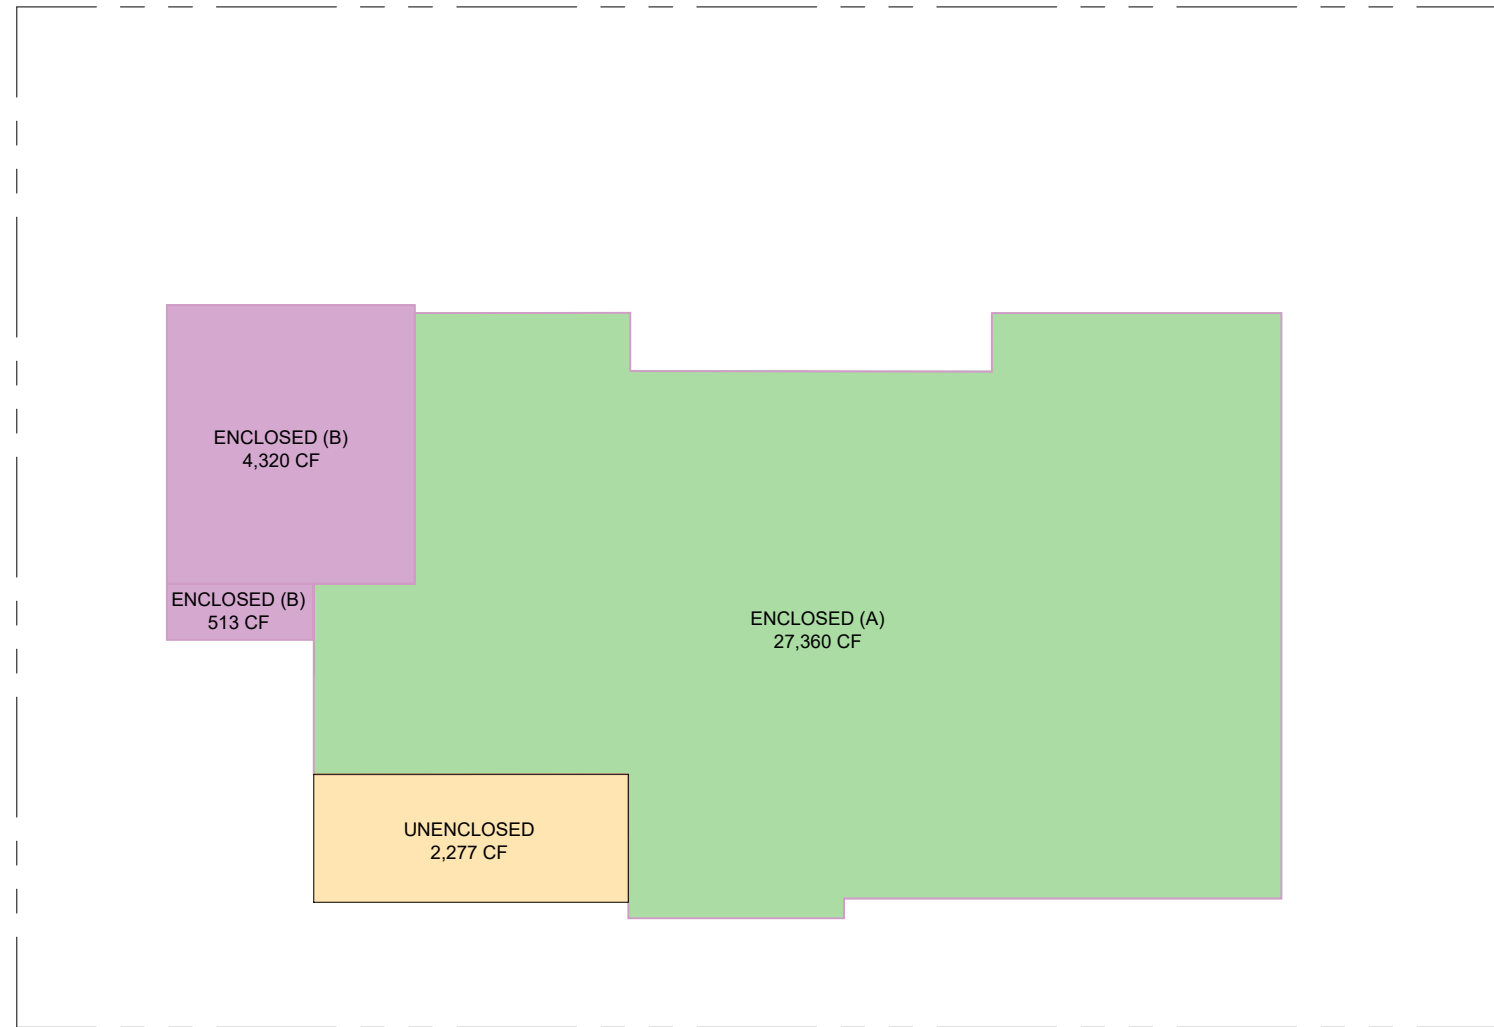 ENCLOSED (B)
4,320 CF
ENCLOSED (B)
513 CF
ENCLOSED (A)
27,360 CF
UNENCLOSED
2,277 CF